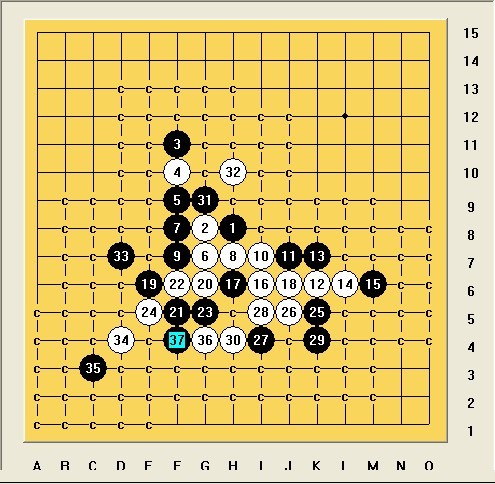 15
14
c c c c c 13
c c c c c c c 12
c c 3 c c c c 11
c c 4 c 32 c c 10
c c c c 5 31 c c c c c c 9
c c c c 7 2 1 c c c c c c c 8
c c 33 c 9 6 8 10 11 13 c c c c 7
c c c 19 22 20 17 16 18 12 14 15 c c 6
c c c c 24 21 23 c 28 26 25 c c c c 5
c c c 34 c 37 36 30 27 c 29 c c c c 4
c c 35 c c c c c c c c c c 3
c c c c c c c c c c c c c 2
c c c c c 1
A B C D E F G H I J K L M N O